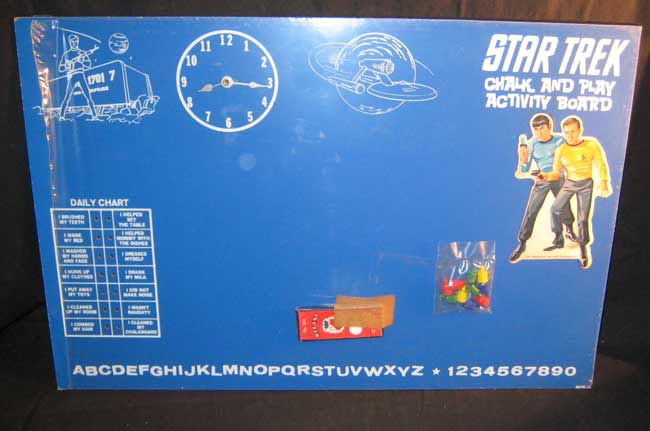 STAR TREK
CHALK AND PLAY
ACTIVITY BOARD
1701 7
12
1
2
3
4
5
6
7
8
9
10
11
DAILY CHART
I BRUSHED
MY TEETH
I HELPED
SET
THE TABLE
I MADE
MY BED
I HELPED
MOMMY WITH
THE DISHES
I WASHED
MY HANDS
AND FACE
I DRESSED
MYSELF
I HUNG UP
MY CLOTHES
I DRANK
MY MILK
I PUT AWAY
MY TOYS
I DID NOT
MAKE NOISE
I CLEANED
UP MY ROOM
I WASN'T
NAUGHTY
I COMBED
MY HAIR
I CLEANED
MY
CHALKBOARD
ABCDEFGHIJKLMNOPQRSTUVWXYZ ★ 1234567890